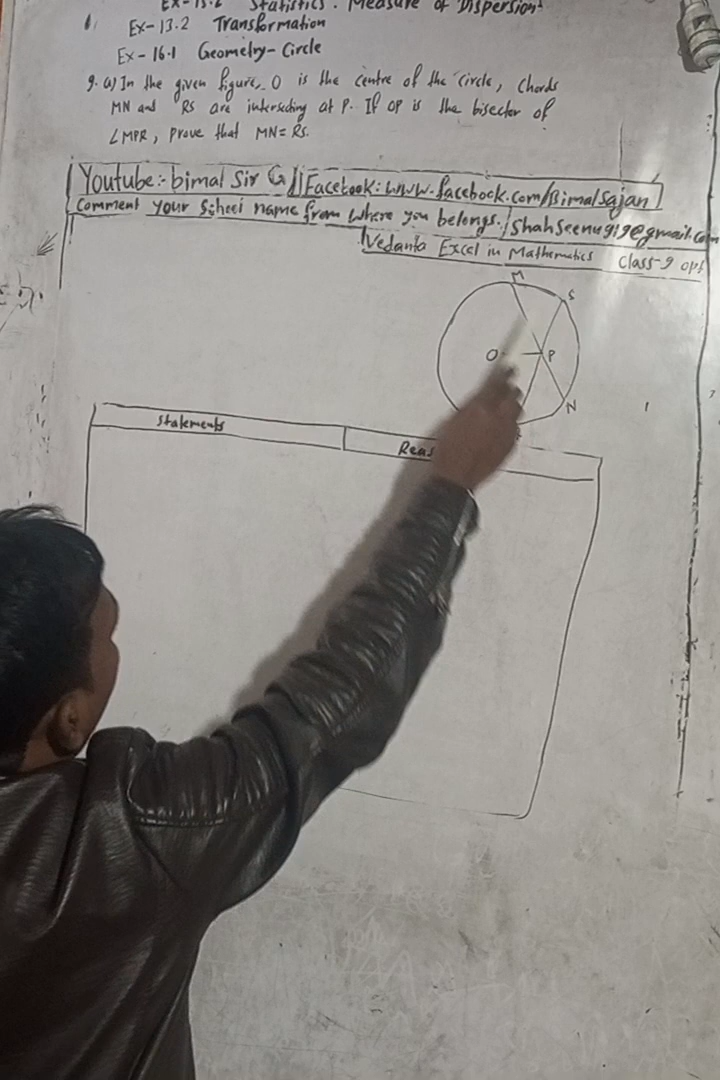 Ex-13.2 Statistics. Measure of Dispersion.
Ex-13.2 Transformation
Ex-16.1 Geometry-Circle
9. a) In the given figure, O is the centre of the circle, Chords
MN and RS are intersecting at P. If OP is the bisector of
∠MPR, prove that MN=RS.
Youtube:- bimal Sir G || Facebook: www.facebook.com/Bimalsajan
Comment your School name from where you belongs./shahseenu919@gmail.com
Vedanta Excel in Mathematics class-9 opt
M
S
O
P
N
Statements
Reas